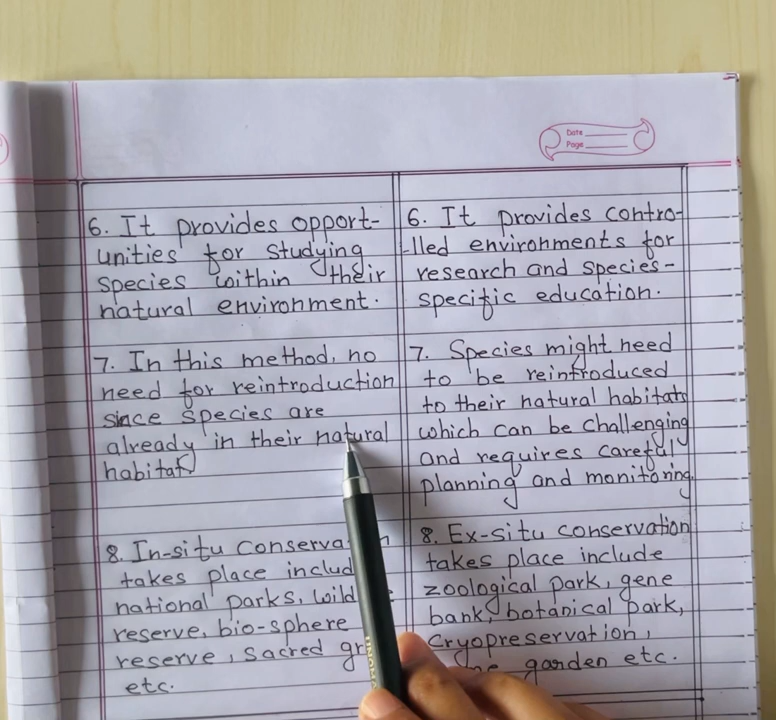 Date
Page
6. It provides opport-
unities for studying
species within their
natural environment.
7. In this method, no
need for reintroduction
since species are
already in their natural
habitat
8. In-situ
takes place
national parks,
reserve, bio-sphere
reserve, sacred
etc.
6. It provides contro-
-lled environments for
research and species-
specific education.
7. Species might need
to be reintroduced
to their natural habitats
which can be challenging
and requires careful
planning and monitoring.
8. Ex-situ conservation
takes place include
zoological park, gene
bank, botanical park,
cryopreservation,
garden etc.